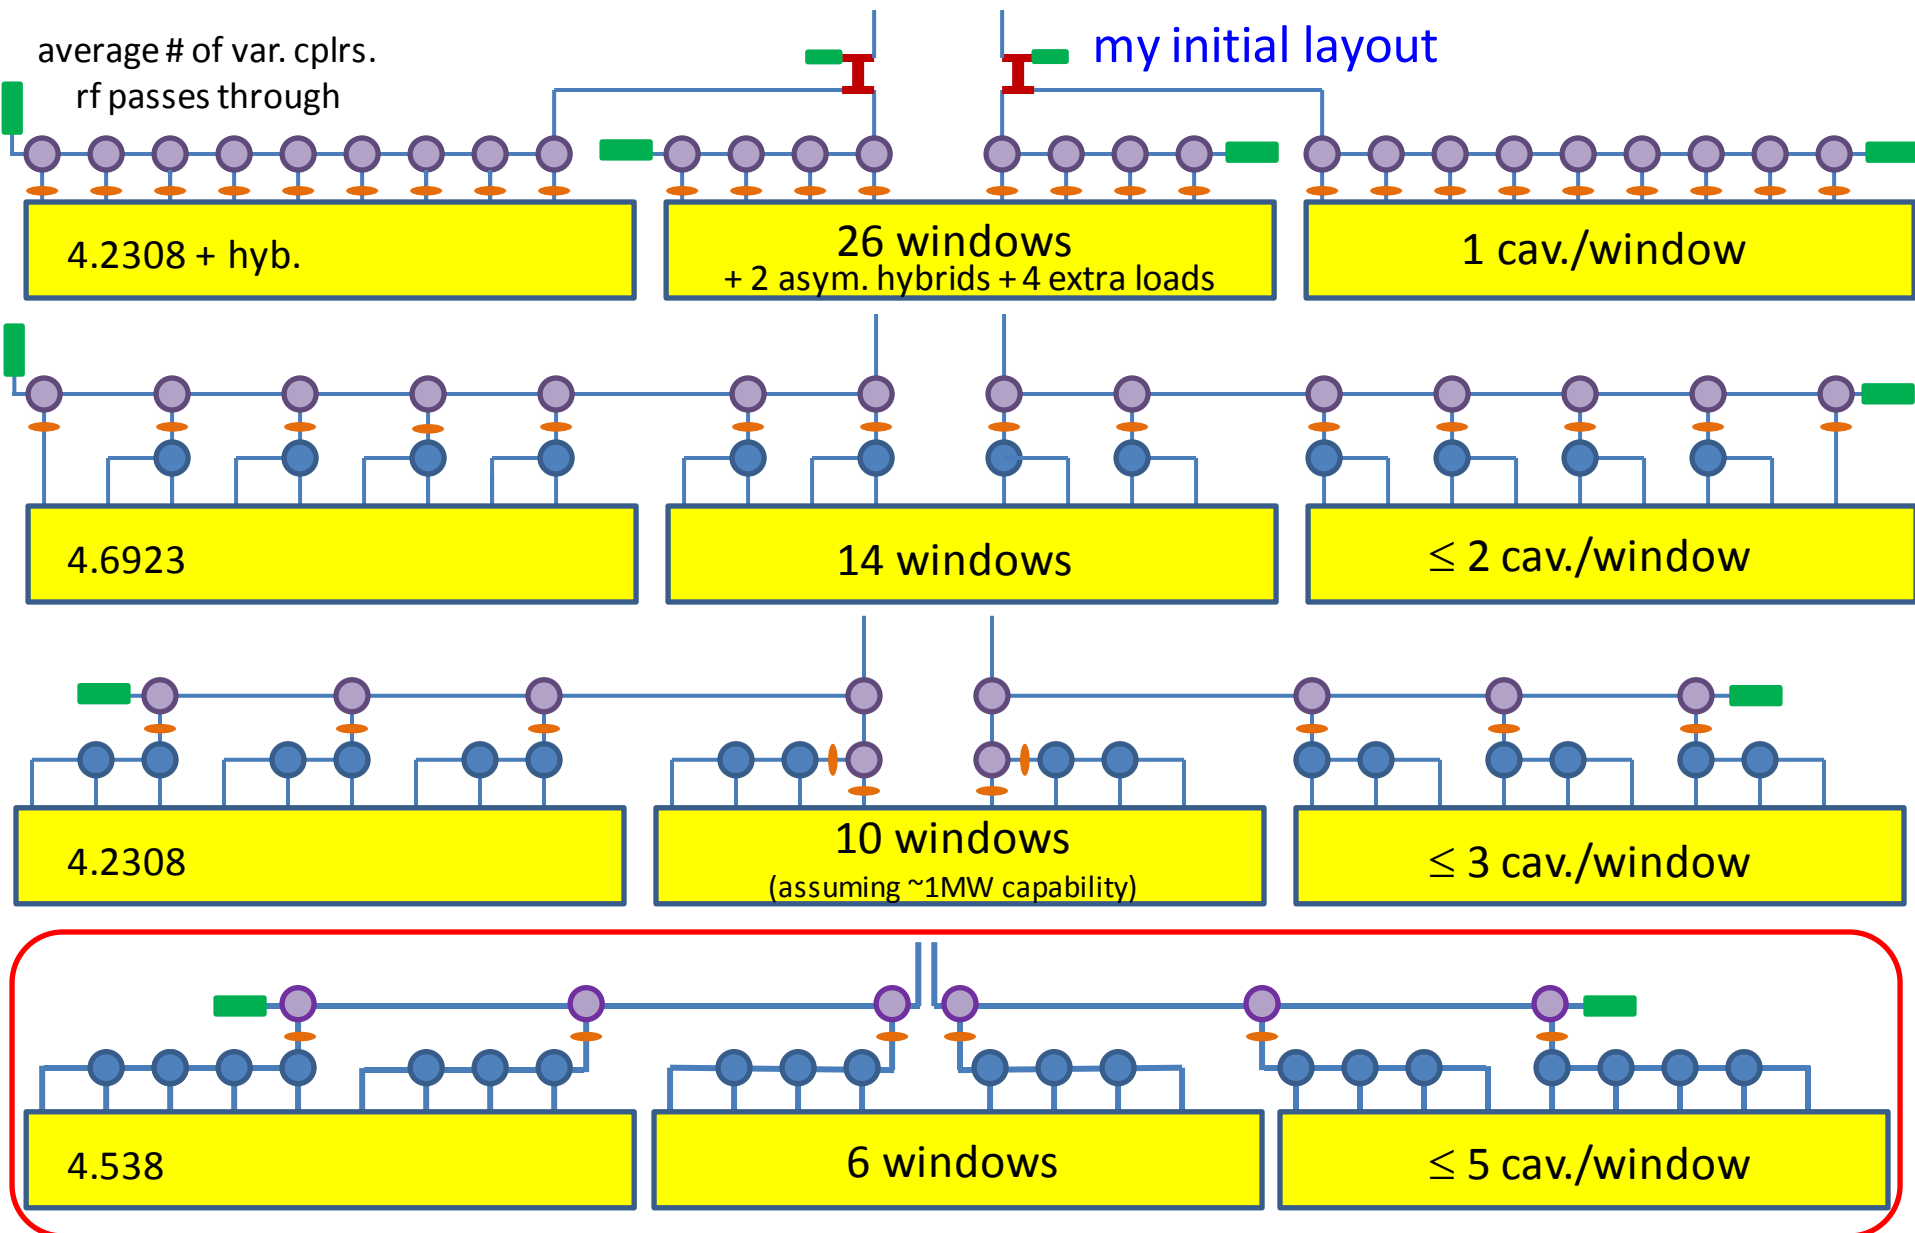 average # of var. cplrs.
rf passes through
my initial layout
4.2308 + hyb.
26 windows
+ 2 asym. hybrids + 4 extra loads
1 cav./window
4.6923
14 windows
≤ 2 cav./window
4.2308
10 windows
(assuming ~1MW capability)
≤ 3 cav./window
4.538
6 windows
≤ 5 cav./window